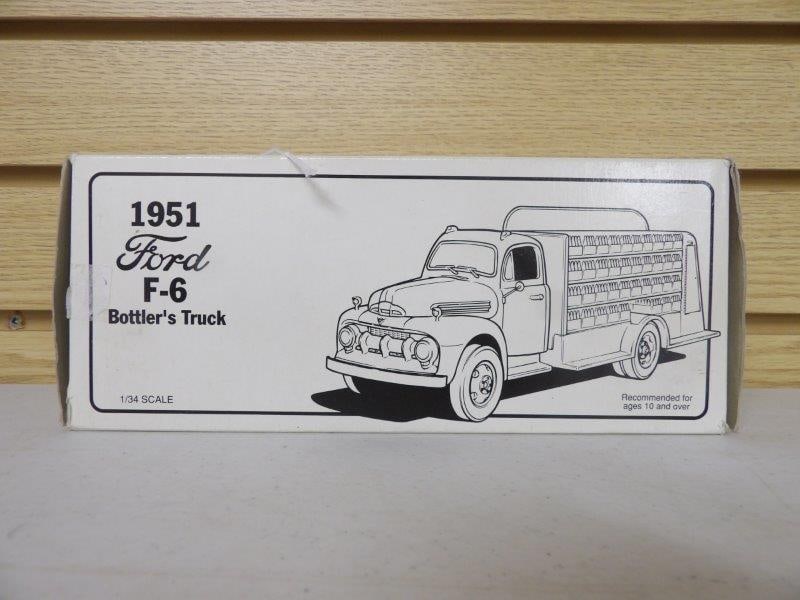 1951
Ford
F-6
Bottler's Truck
1/34 SCALE
Recommended for
ages 10 and over